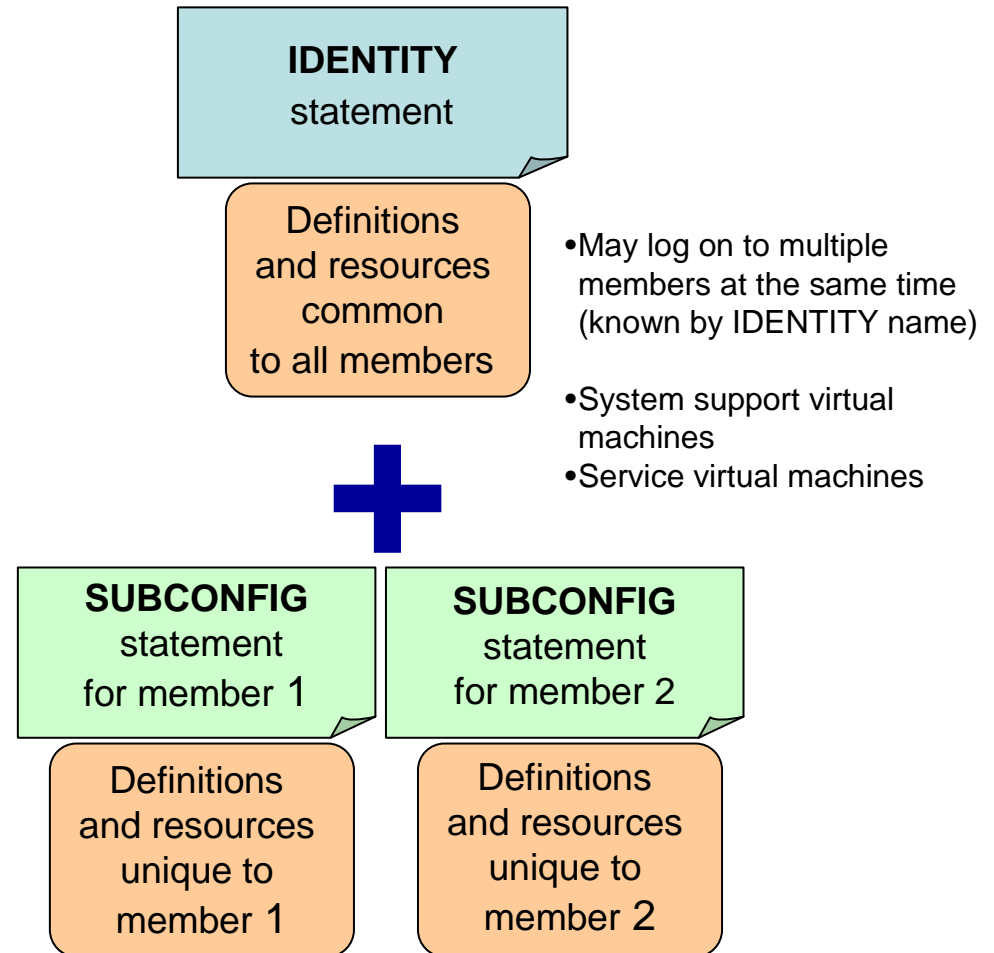 IDENTITY
statement
Definitions
and resources
common
to all members
•May log on to multiple
members at the same time
(known by IDENTITY name)
•System support virtual
machines
•Service virtual machines
SUBCONFIG
statement
for member 1
Definitions
and resources
unique to
member 1
SUBCONFIG
statement
for member 2
Definitions
and resources
unique to
member 2